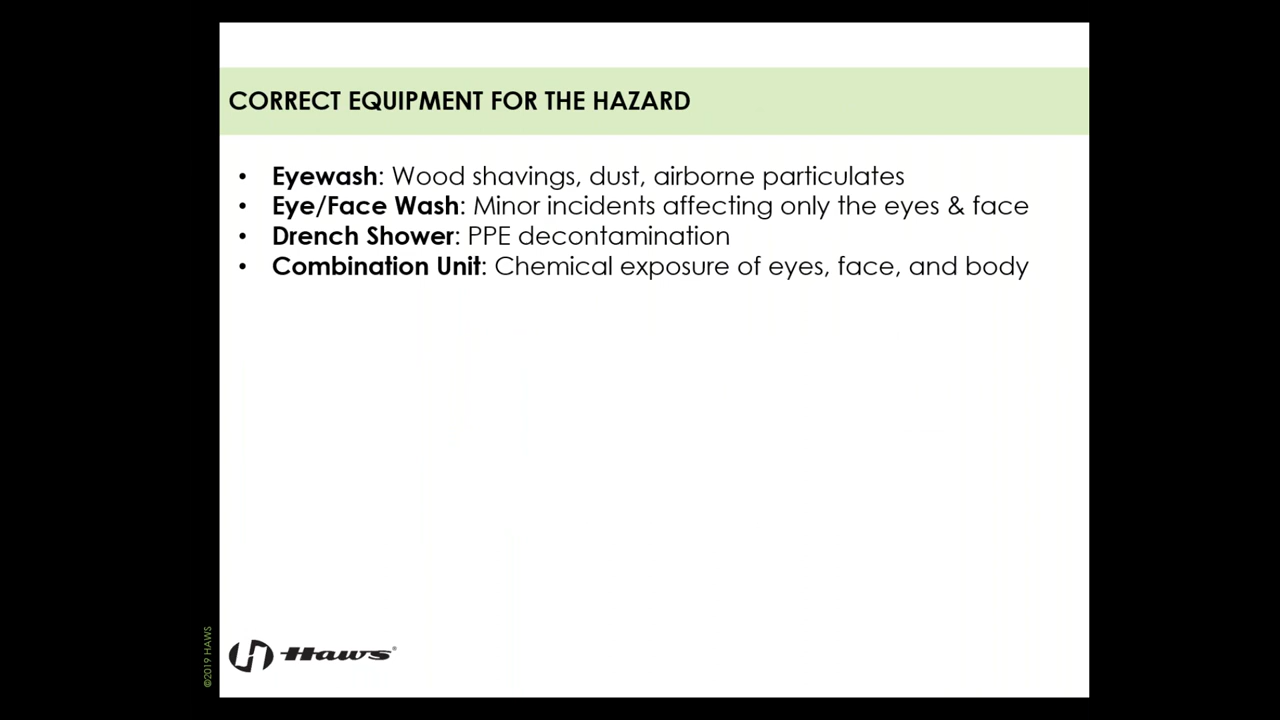 CORRECT EQUIPMENT FOR THE HAZARD
• Eyewash: Wood shavings, dust, airborne particulates
• Eye/Face Wash: Minor incidents affecting only the eyes & face
• Drench Shower: PPE decontamination
• Combination Unit: Chemical exposure of eyes, face, and body
©2019 HAWS
Haws®